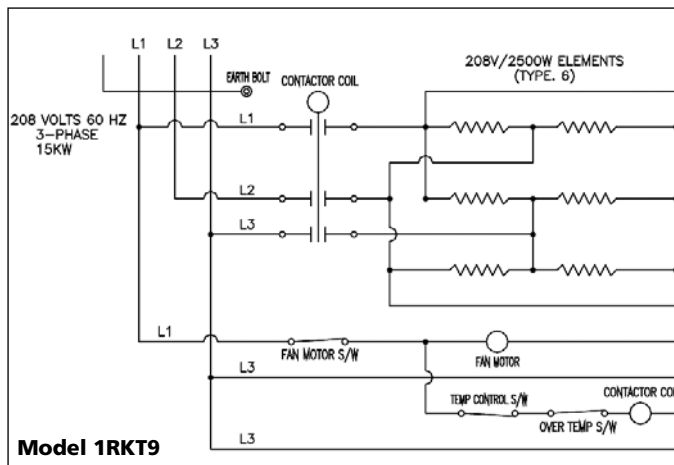 L1 L2 L3
EARTH BOLT
CONTACTOR COIL
208V/2500W ELEMENTS
(TYPE. 6)
208 VOLTS 60 HZ
3-PHASE
15KW
L1
L2
L3
L1
FAN MOTOR S/W
FAN MOTOR
L3
TEMP CONTROL S/W
OVER TEMP S/W
CONTACTOR
L3
Model 1RKT9